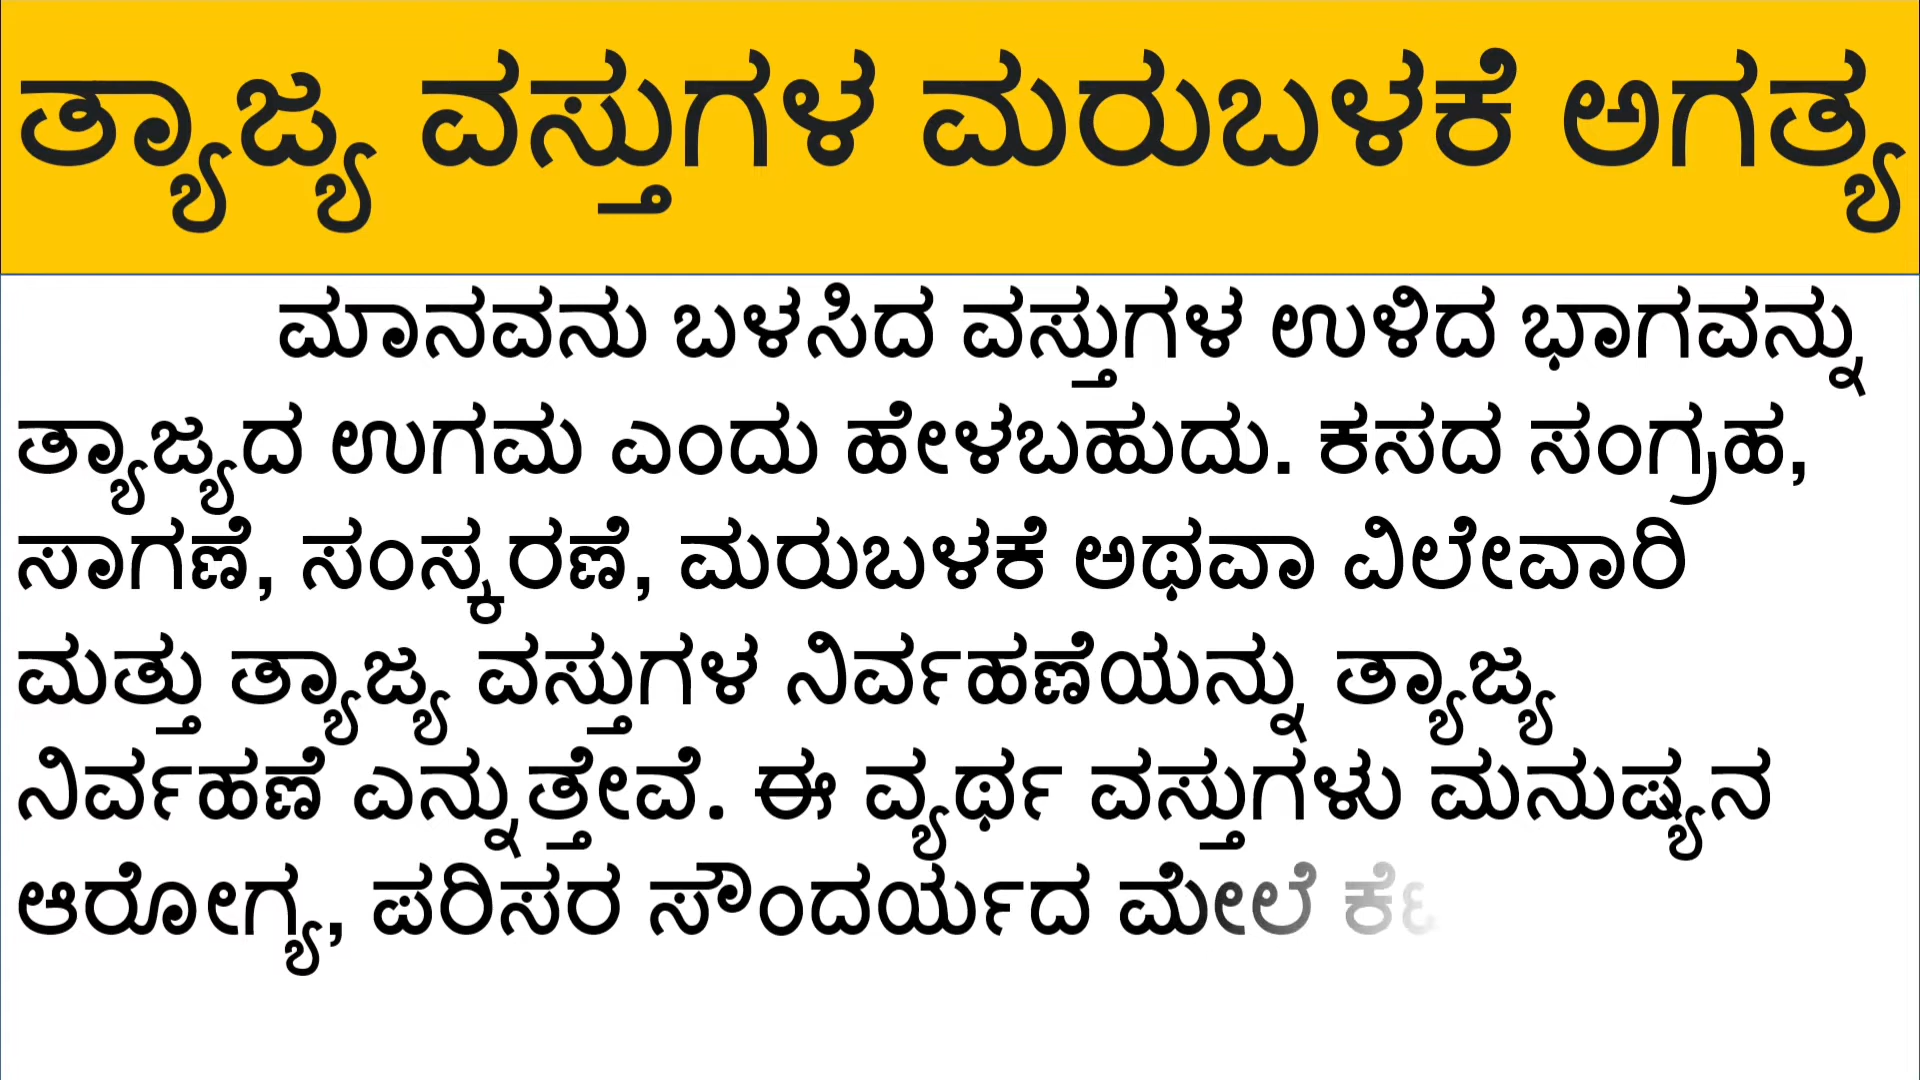 ತ್ಯಾಜ್ಯ ವಸ್ತುಗಳ ಮರುಬಳಕೆ ಅಗತ್ಯ
ಮಾನವನು ಬಳಸಿದ ವಸ್ತುಗಳ ಉಳಿದ ಭಾಗವನ್ನು
ತ್ಯಾಜ್ಯದ ಉಗಮ ಎಂದು ಹೇಳಬಹುದು. ಕಸದ ಸಂಗ್ರಹ,
ಸಾಗಣೆ, ಸಂಸ್ಕರಣೆ, ಮರುಬಳಕೆ ಅಥವಾ ವಿಲೇವಾರಿ
ಮತ್ತು ತ್ಯಾಜ್ಯ ವಸ್ತುಗಳ ನಿರ್ವಹಣೆಯನ್ನು ತ್ಯಾಜ್ಯ
ನಿರ್ವಹಣೆ ಎನ್ನುತ್ತೇವೆ. ಈ ವ್ಯರ್ಥ ವಸ್ತುಗಳು ಮನುಷ್ಯನ
ಆರೋಗ್ಯ, ಪರಿಸರ ಸೌಂದರ್ಯದ ಮೇಲೆ